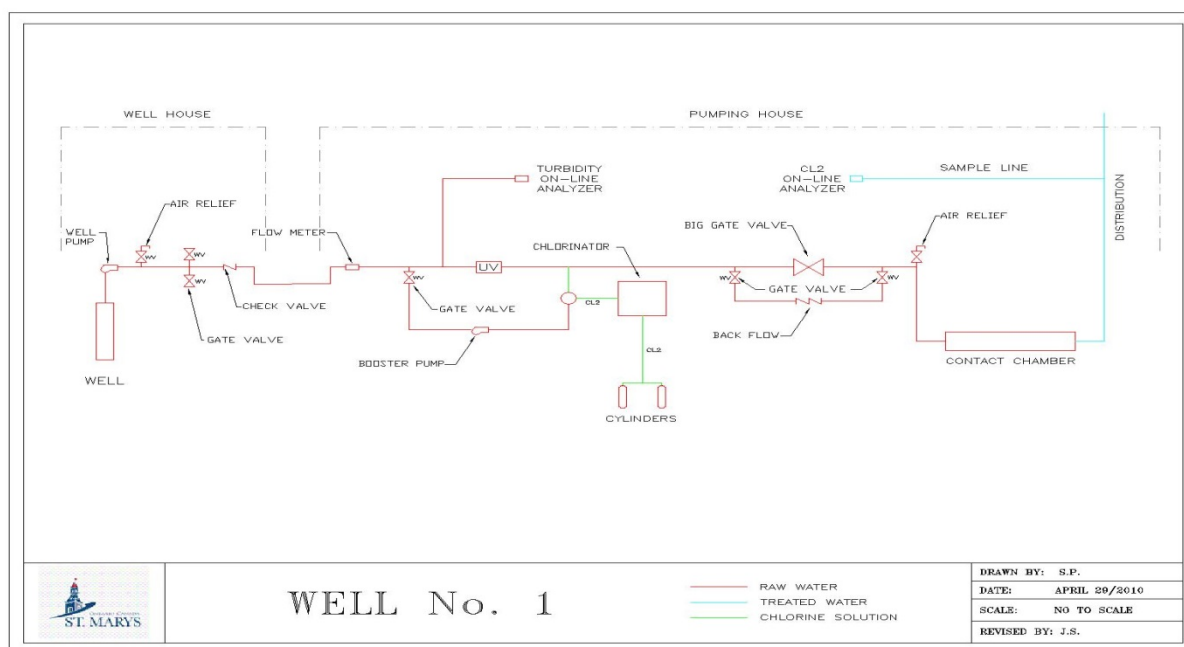 WELL HOUSE
PUMPING HOUSE
TURBIDITY
ON-LINE
ANALYZER
CL2
ON-LINE
ANALYZER
SAMPLE LINE
DISTRIBUTION
AIR RELIEF
WELL
PUMP
FLOW METER
CHLORINATOR
BIG GATE VALVE
AIR RELIEF
WV
WV
WV
WV
UV
CL2
WV
WV
GATE VALVE
CHECK VALVE
GATE VALVE
GATE VALVE
BACK FLOW
BOOSTER PUMP
CL2
CONTACT CHAMBER
WELL
CYLINDERS
ST. MARYS
WELL No. 1
RAW WATER
TREATED WATER
CHLORINE SOLUTION
DRAWN BY: S.P.
DATE: APRIL 29/2010
SCALE: NO TO SCALE
REVISED BY: J.S.